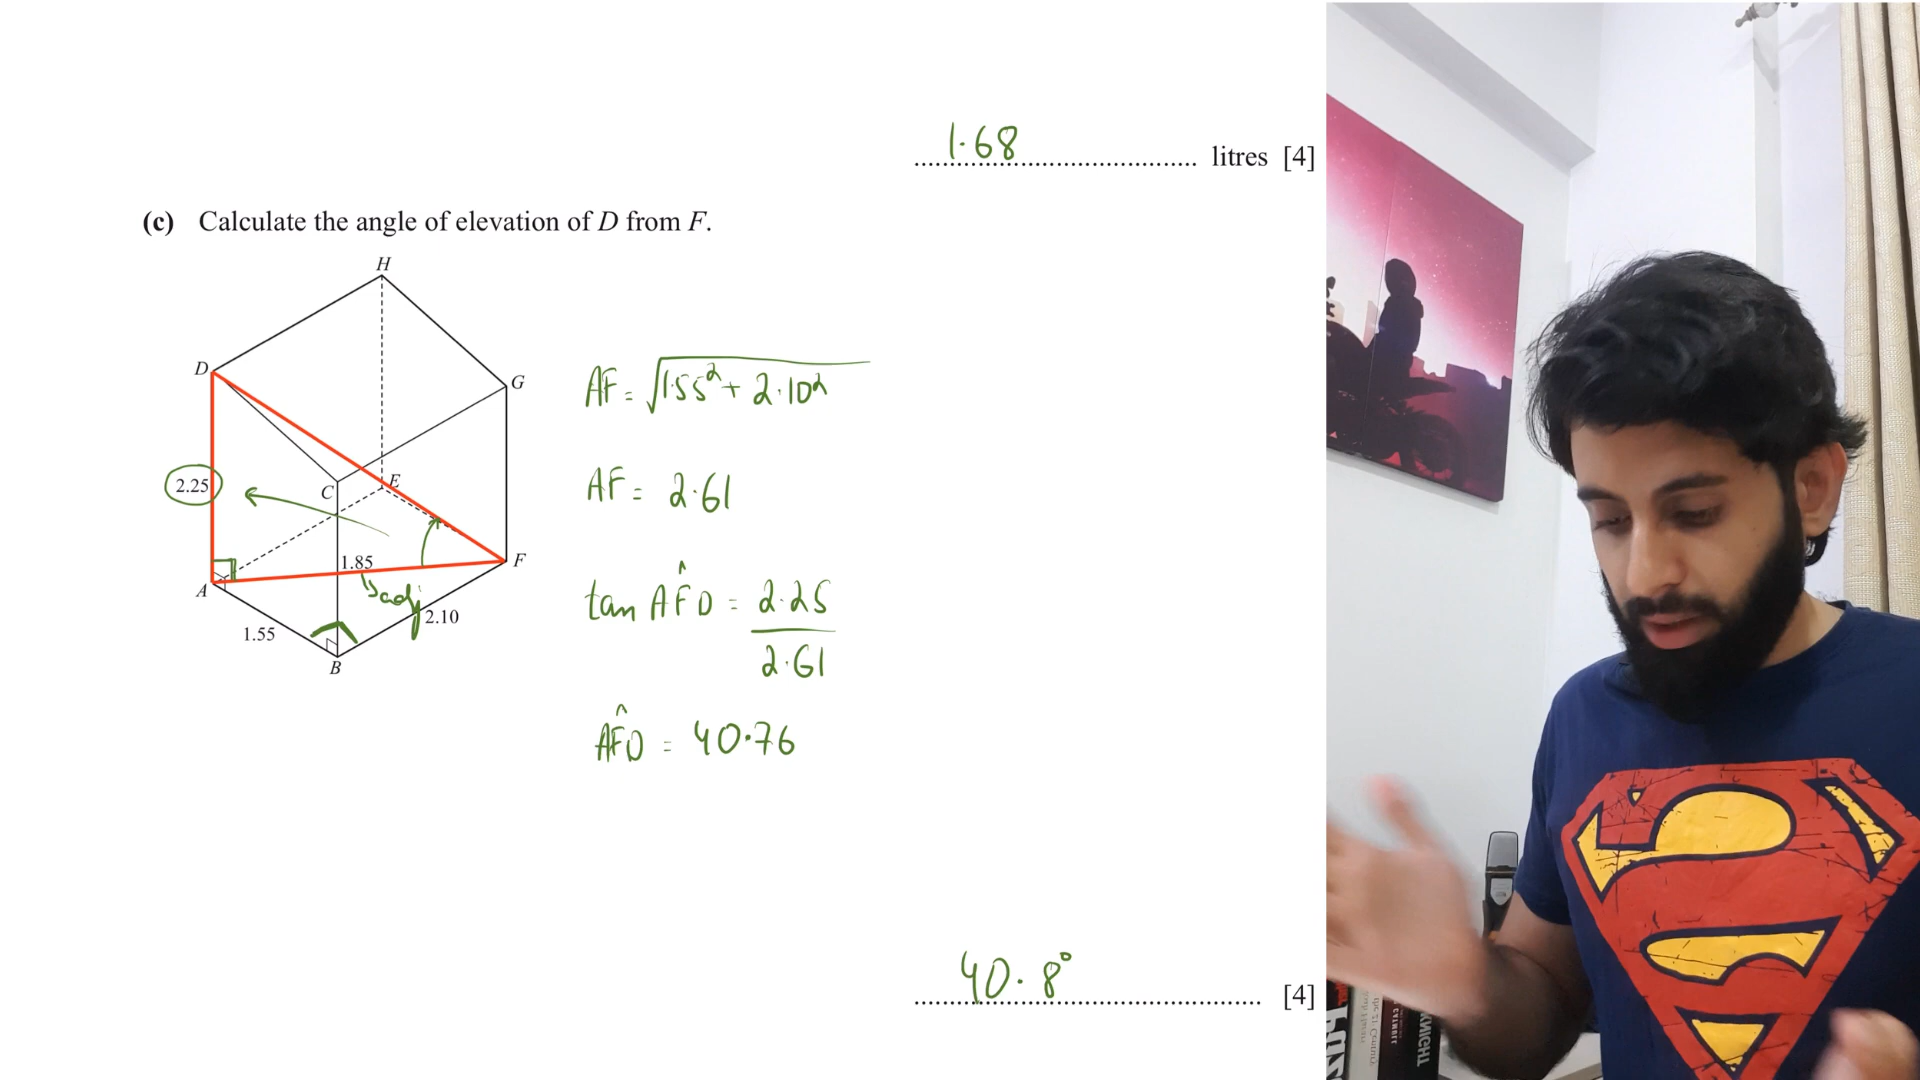 1.68
litres [4]
(c) Calculate the angle of elevation of D from F.
H
D
G
2.25
C
E
1.85
F
A
adj
2.10
1.55
B
AF = √1.55² + 2.10²
AF = 2.61
tan AF̂D = 2.25
2.61
AF̂D = 40.76
40.8°
[4]
KNIGHT